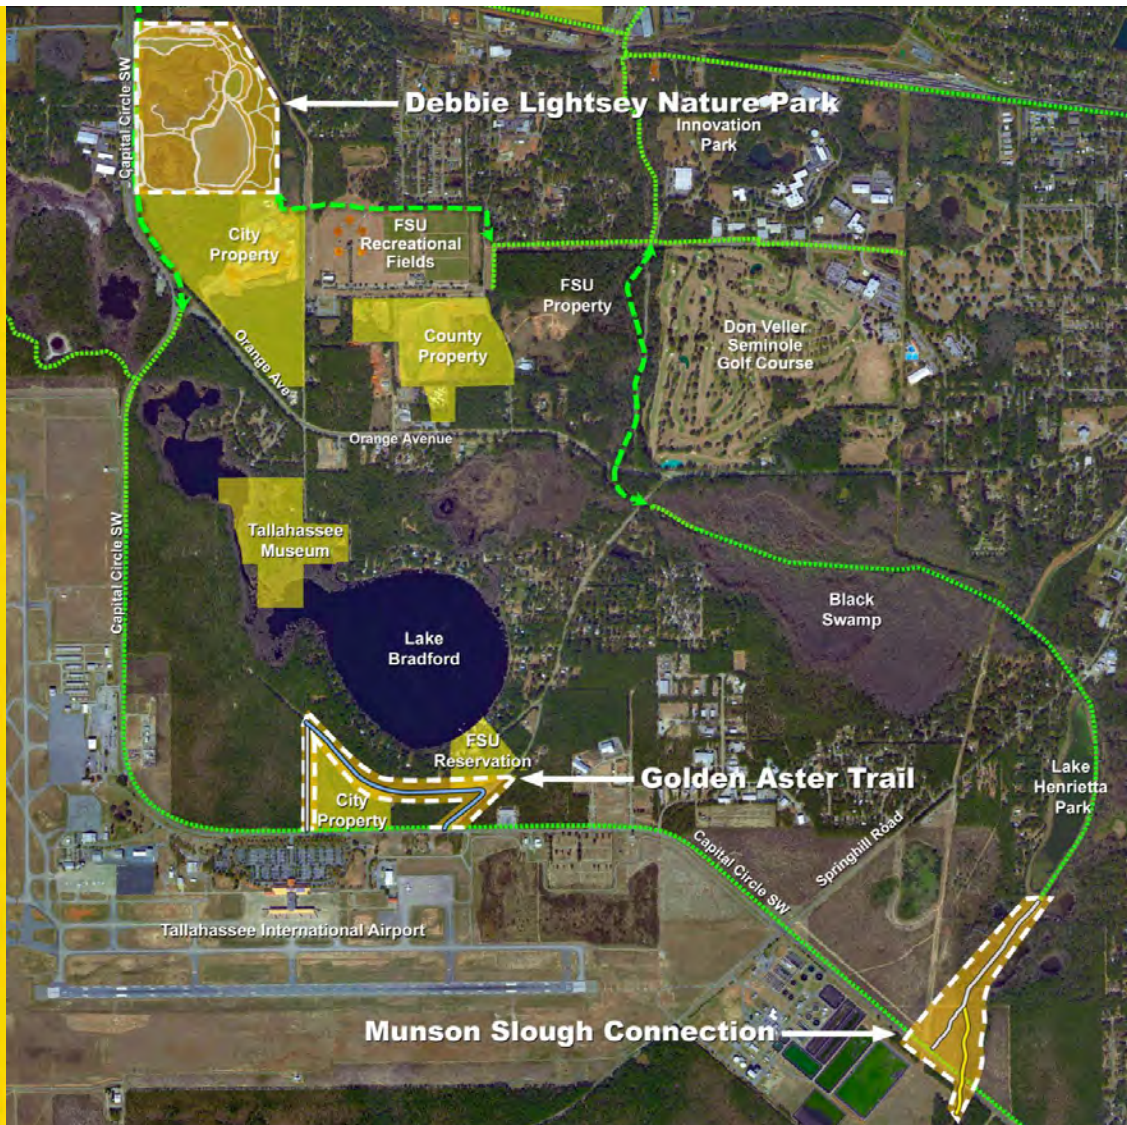 Capital Circle SW
Debbie Lightsey Nature Park
Innovation
Park
City
Property
FSU
Recreational
Fields
FSU
Property
County
Property
Don Veller
Seminole
Golf Course
Orange Ave
Orange Avenue
Tallahassee
Museum
Capital Circle SW
Lake
Bradford
Black
Swamp
FSU
Reservation
Golden Aster Trail
City
Property
Lake
Henrietta
Park
Capital Circle SW
Springhill Road
Tallahassee International Airport
Munson Slough Connection